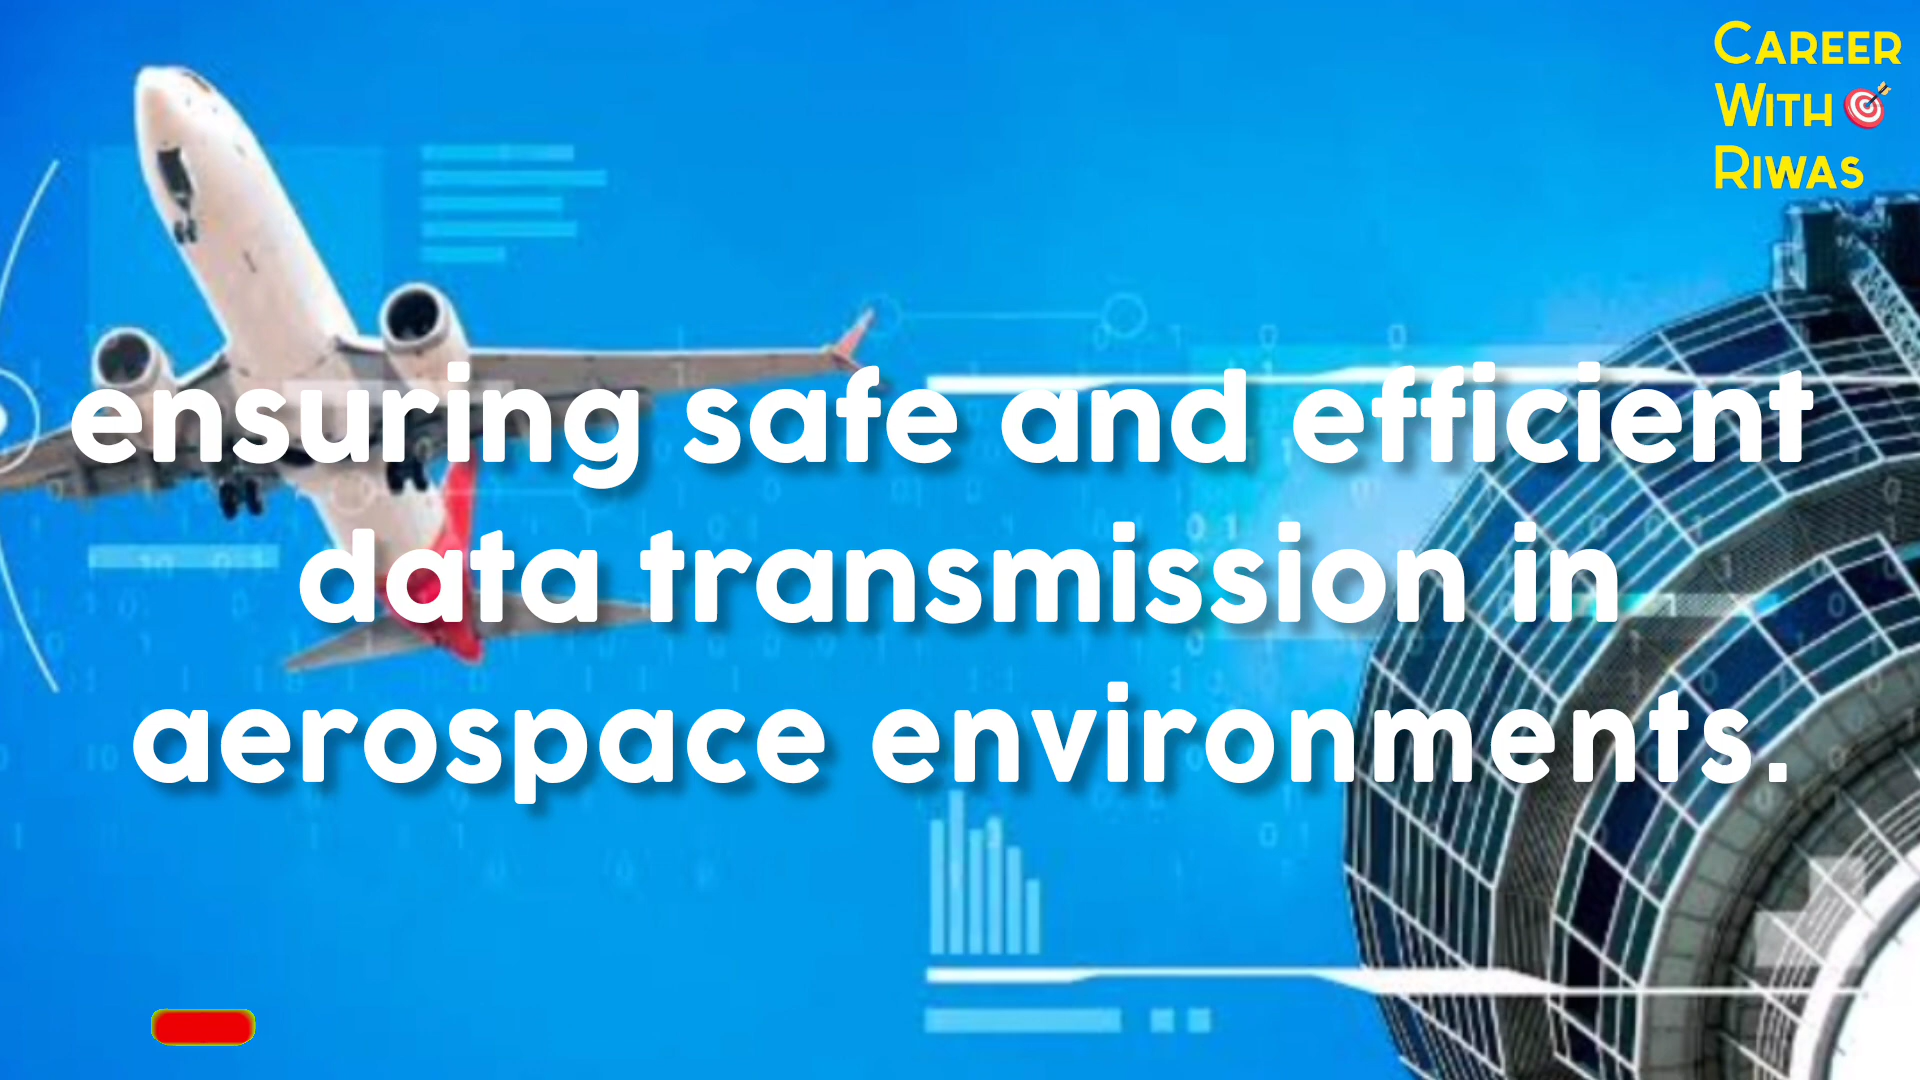 Career
With
Riwas
ensuring safe and efficient
data transmission in
aerospace environments.